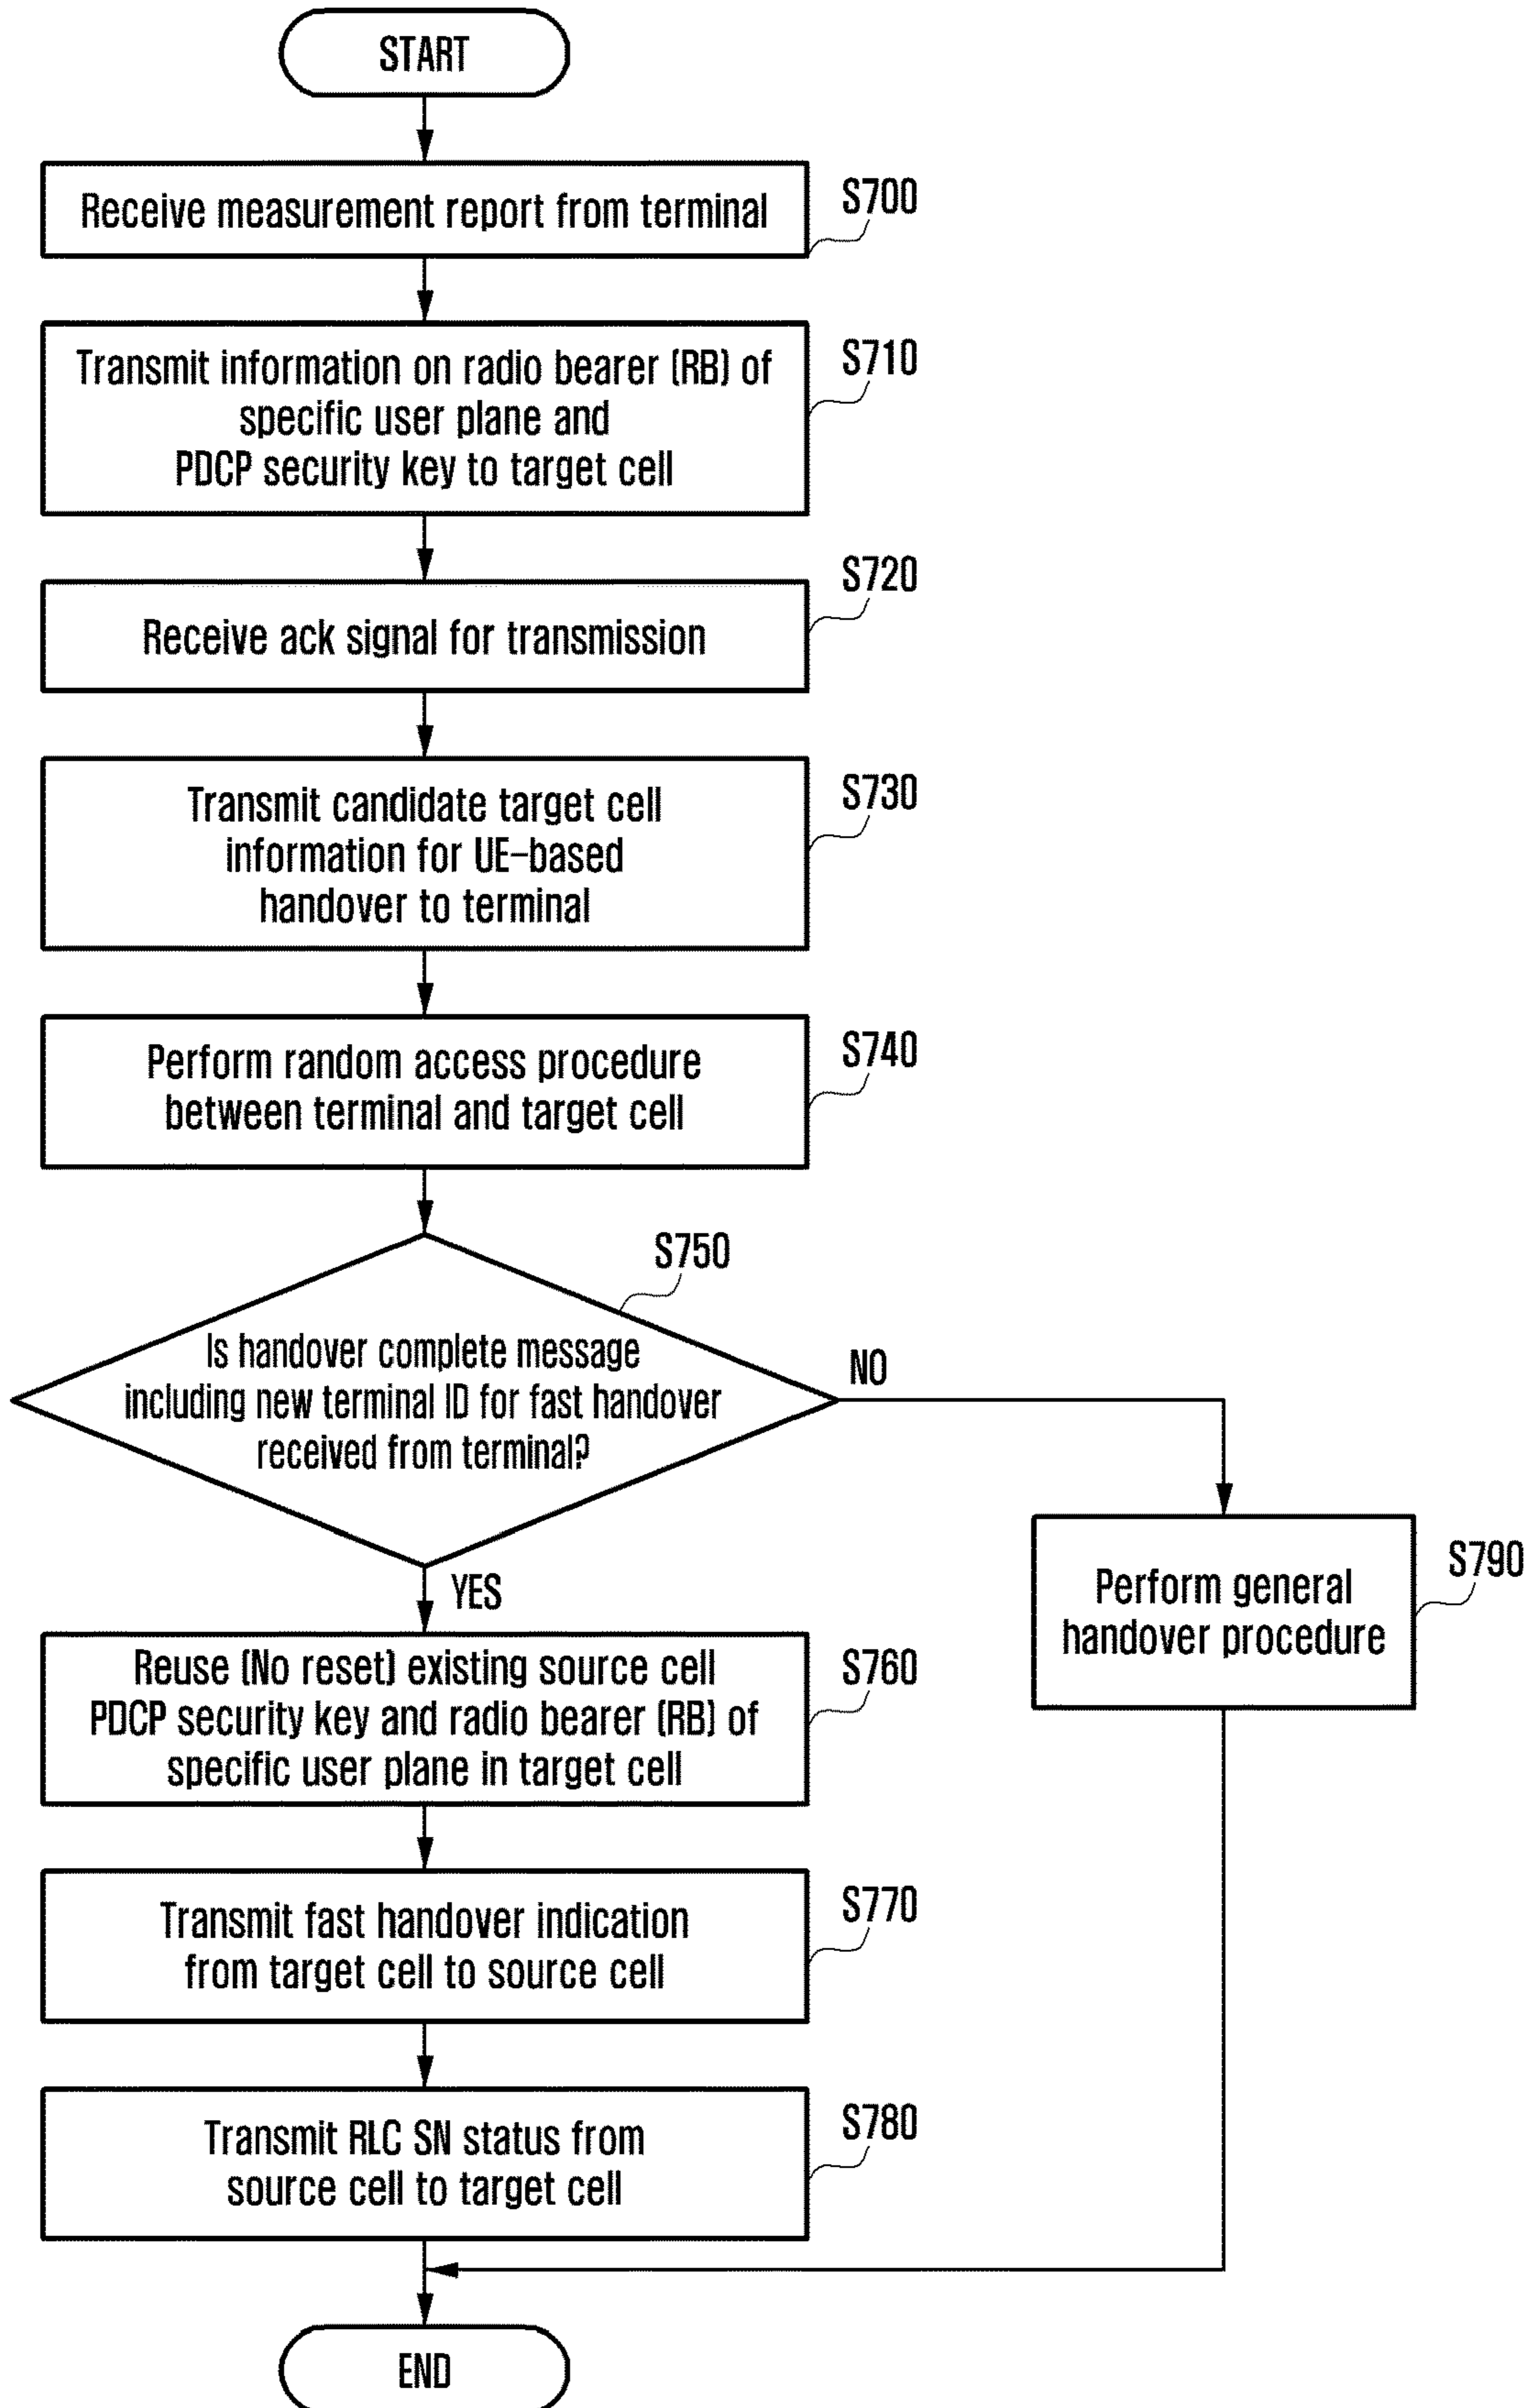 START
Receive measurement report from terminal
S700
Transmit information on radio bearer (RB) of
specific user plane and
PDCP security key to target cell
S710
Receive ack signal for transmission
S720
Transmit candidate target cell
information for UE-based
handover to terminal
S730
Perform random access procedure
between terminal and target cell
S740
S750
Is handover complete message
including new terminal ID for fast handover
received from terminal?
NO
YES
Perform general
handover procedure
S790
Reuse (No reset) existing source cell
PDCP security key and radio bearer (RB) of
specific user plane in target cell
S760
Transmit fast handover indication
from target cell to source cell
S770
Transmit RLC SN status from
source cell to target cell
S780
END